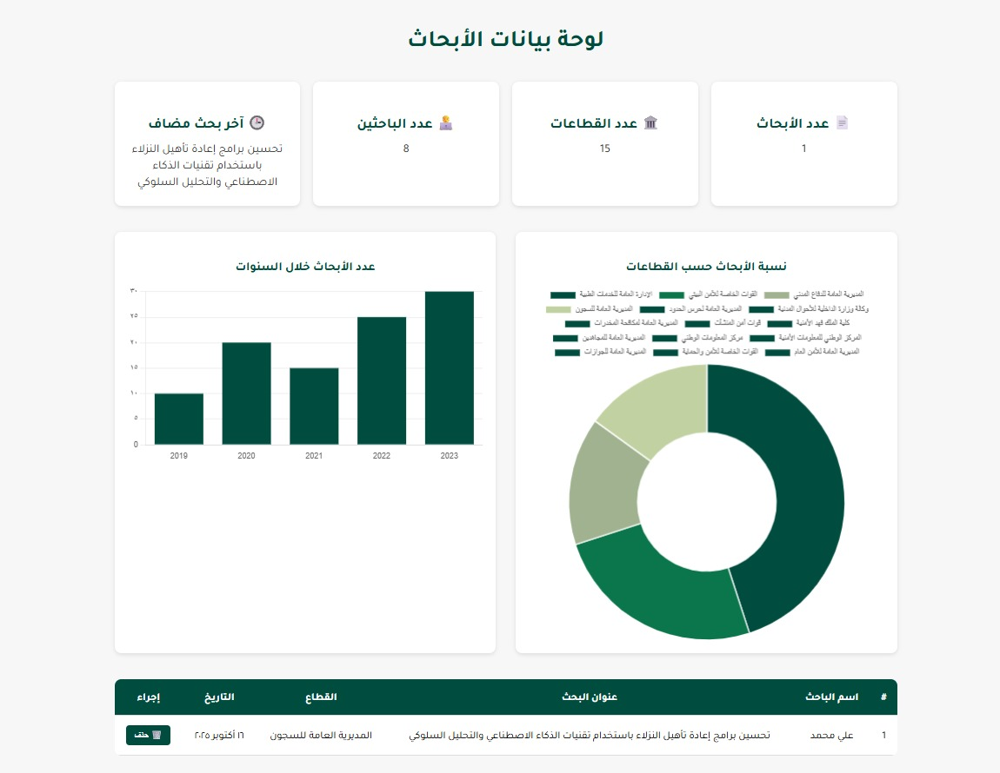 لوحة بيانات الأبحاث
عدد الأبحاث
1
عدد القطاعات
15
عدد الباحثين
8
آخر بحث مضاف
تحسين برامج إعادة تأهيل النزلاء
باستخدام تقنيات الذكاء
الاصطناعي والتحليل السلوكي
نسبة الأبحاث حسب القطاعات
المديرية العامة للدفاع المدني القوات الخاصة للأمن البيئي الإدارة العامة للخدمات الطبية
وكالة وزارة الداخلية للأحوال المدنية المديرية العامة لحرس الحدود المديرية العامة للسجون
كلية الملك فهد الأمنية قوات أمن المنشآت المديرية العامة لمكافحة المخدرات
المركز الوطني للمعلومات الأمنية مركز المعلومات الوطني المديرية العامة للمجاهدين
المديرية العامة للأمن العام القوات الخاصة للأمن والحماية المديرية العامة للجوازات
عدد الأبحاث خلال السنوات
٣٠
٢٥
٢٠
١٥
١٠
٥
0
2019 2020 2021 2022 2023
# اسم الباحث عنوان البحث القطاع التاريخ إجراء
1 علي محمد تحسين برامج إعادة تأهيل النزلاء باستخدام تقنيات الذكاء الاصطناعي والتحليل السلوكي المديرية العامة للسجون ١٦ أكتوبر ٢٠٢٥ حذف